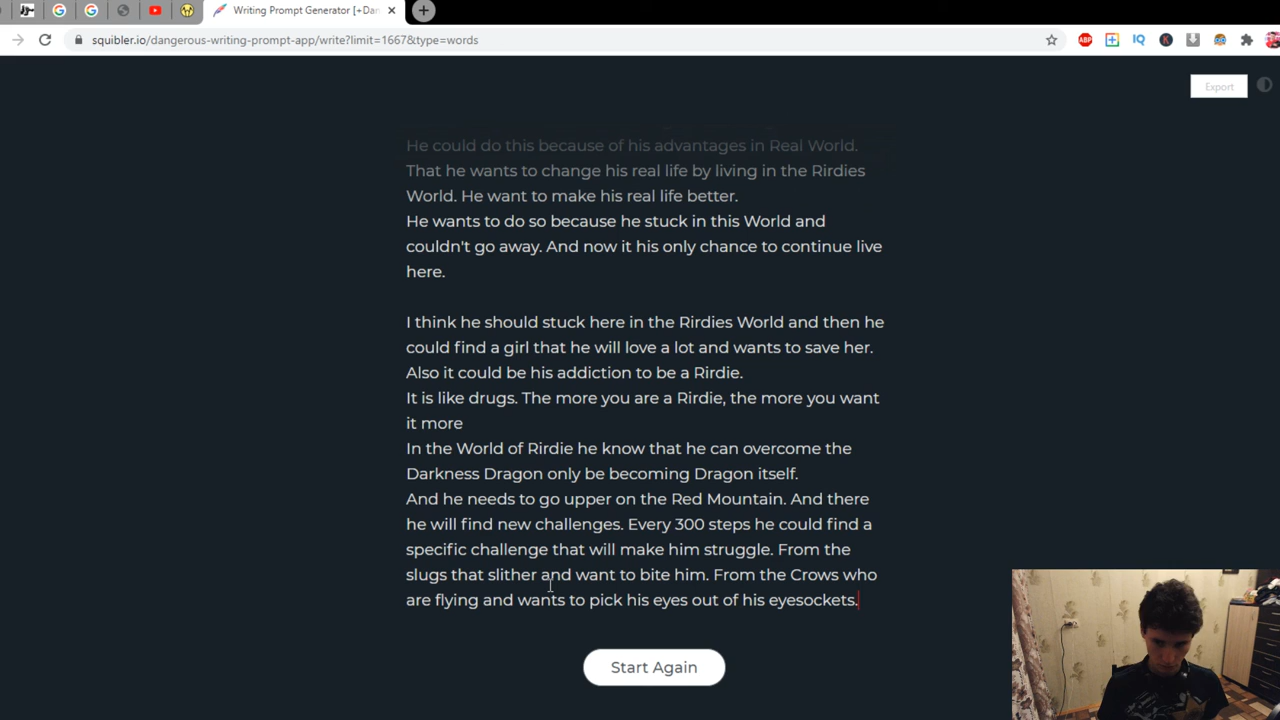 Writing Prompt Generator [+Dan
squibler.io/dangerous-writing-prompt-app/write?limit=1667&type=words
Export
He could do this because of his advantages in Real World.
That he wants to change his real life by living in the Rirdies
World. He want to make his real life better.
He wants to do so because he stuck in this World and
couldn't go away. And now it his only chance to continue live
here.
I think he should stuck here in the Rirdies World and then he
could find a girl that he will love a lot and wants to save her.
Also it could be his addiction to be a Rirdie.
It is like drugs. The more you are a Rirdie, the more you want
it more
In the World of Rirdie he know that he can overcome the
Darkness Dragon only be becoming Dragon itself.
And he needs to go upper on the Red Mountain. And there
he will find new challenges. Every 300 steps he could find a
specific challenge that will make him struggle. From the
slugs that slither and want to bite him. From the Crows who
are flying and wants to pick his eyes out of his eyesockets.
Start Again